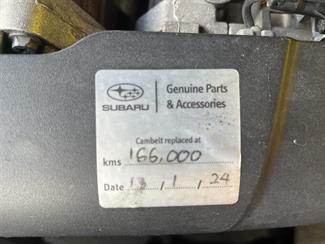 SUBARU
Genuine Parts
& Accessories
Cambelt replaced at
kms 166,000
Date 13 / 1 / 24